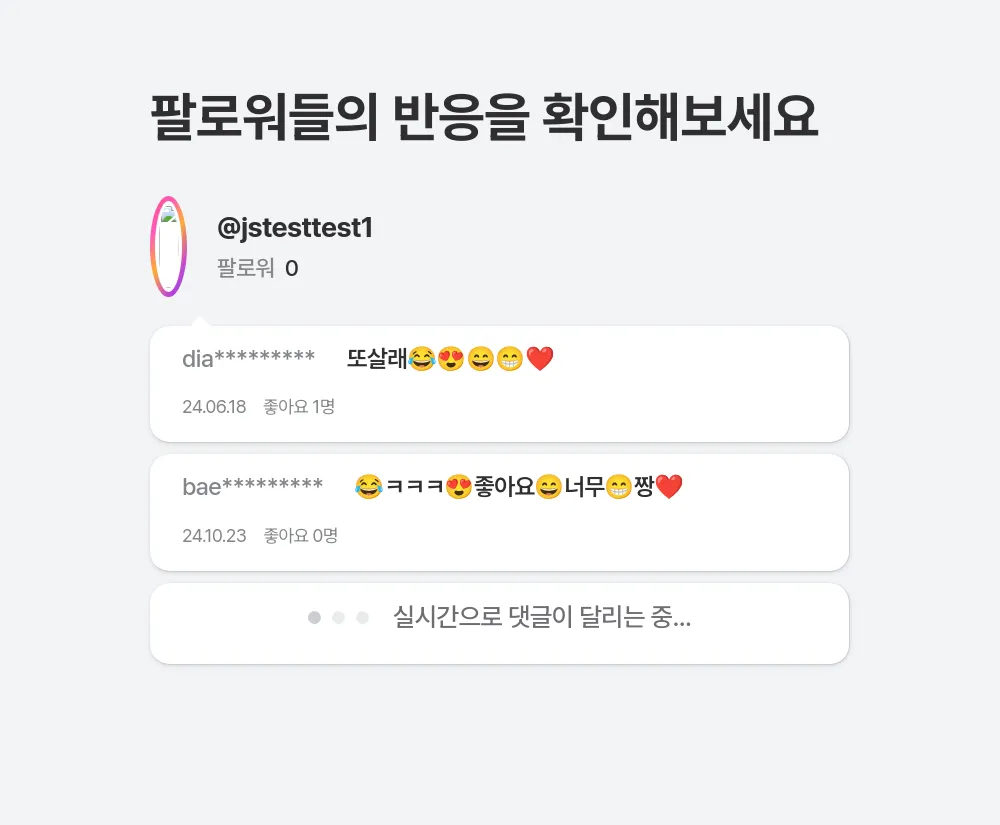 팔로워들의 반응을 확인해보세요
@jstesttest1
팔로워 0
dia********* 또살래😂😍😄😁❤️
24.06.18 좋아요 1명
bae********* 😂ㅋㅋㅋ😍좋아요😄너무😁짱❤️
24.10.23 좋아요 0명
실시간으로 댓글이 달리는 중...